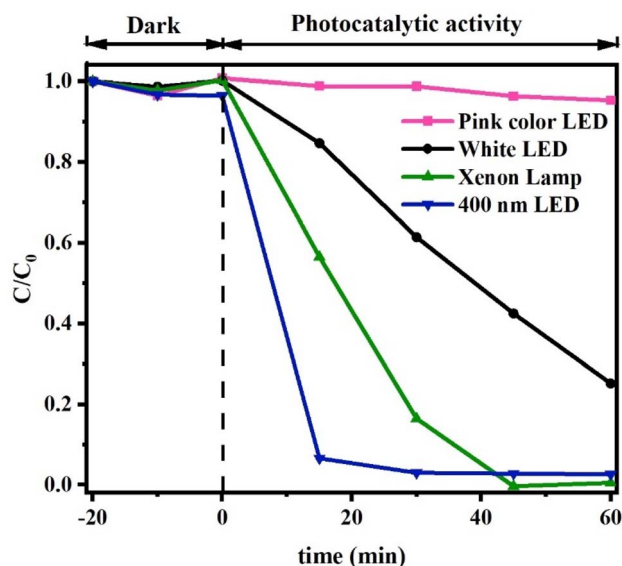 Dark Photocatalytic activity
1.0
0.8
0.6
0.4
0.2
0.0
C/C0
Pink color LED
White LED
Xenon Lamp
400 nm LED
-20 0 20 40 60
time (min)